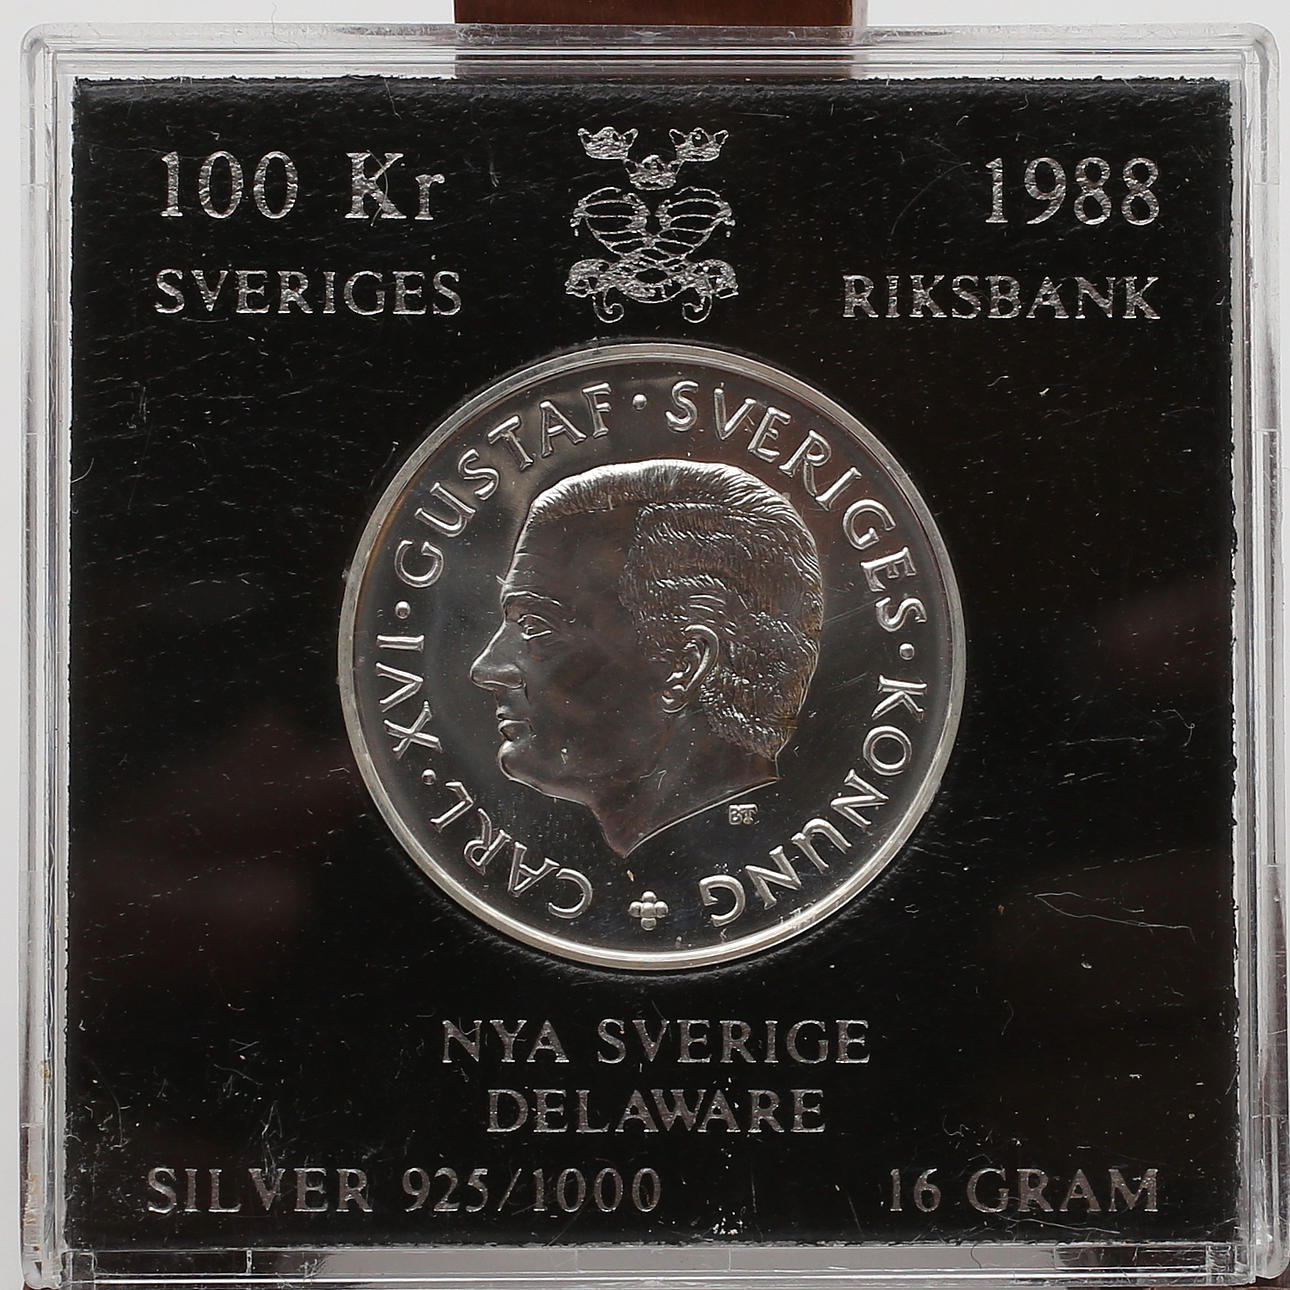 100 Kr
1988
SVERIGES
RIKSBANK
CARL·XVI·GUSTAF·SVERIGES·KONUNG
BT
NYA SVERIGE
DELAWARE
SILVER 925/1000
16 GRAM